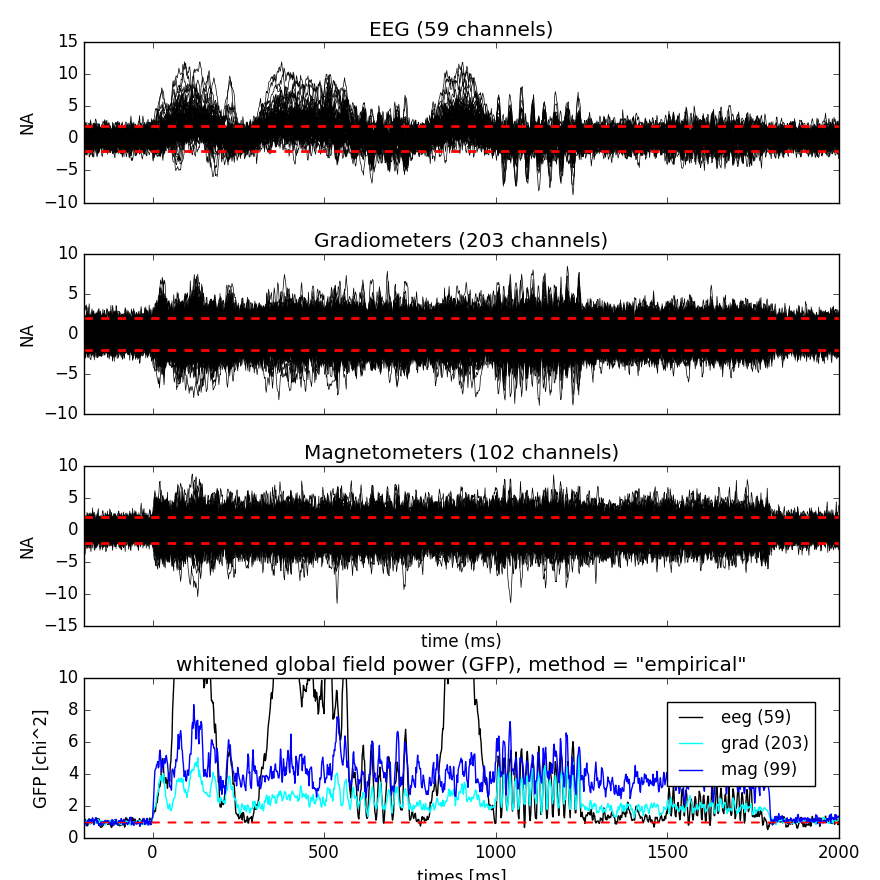 EEG (59 channels)
15
10
5
0
−5
−10
NA
Gradiometers (203 channels)
10
5
0
−5
−10
NA
Magnetometers (102 channels)
10
5
0
−5
−10
−15
NA
time (ms)
whitened global field power (GFP), method = "empirical"
10
8
6
4
2
0
GFP [chi^2]
eeg (59)
grad (203)
mag (99)
0 500 1000 1500 2000
times [ms]